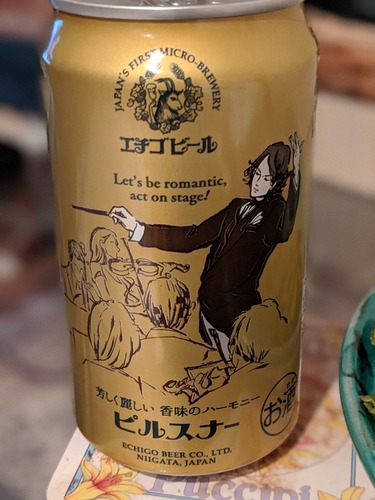 JAPAN'S FIRST MICRO-BREWERY
エチゴビール
Let's be romantic,
act on stage!
芳しく麗しい 香味のハーモニー
ピルスナー
お酒
ECHIGO BEER CO., LTD.
NIIGATA, JAPAN
Puccini